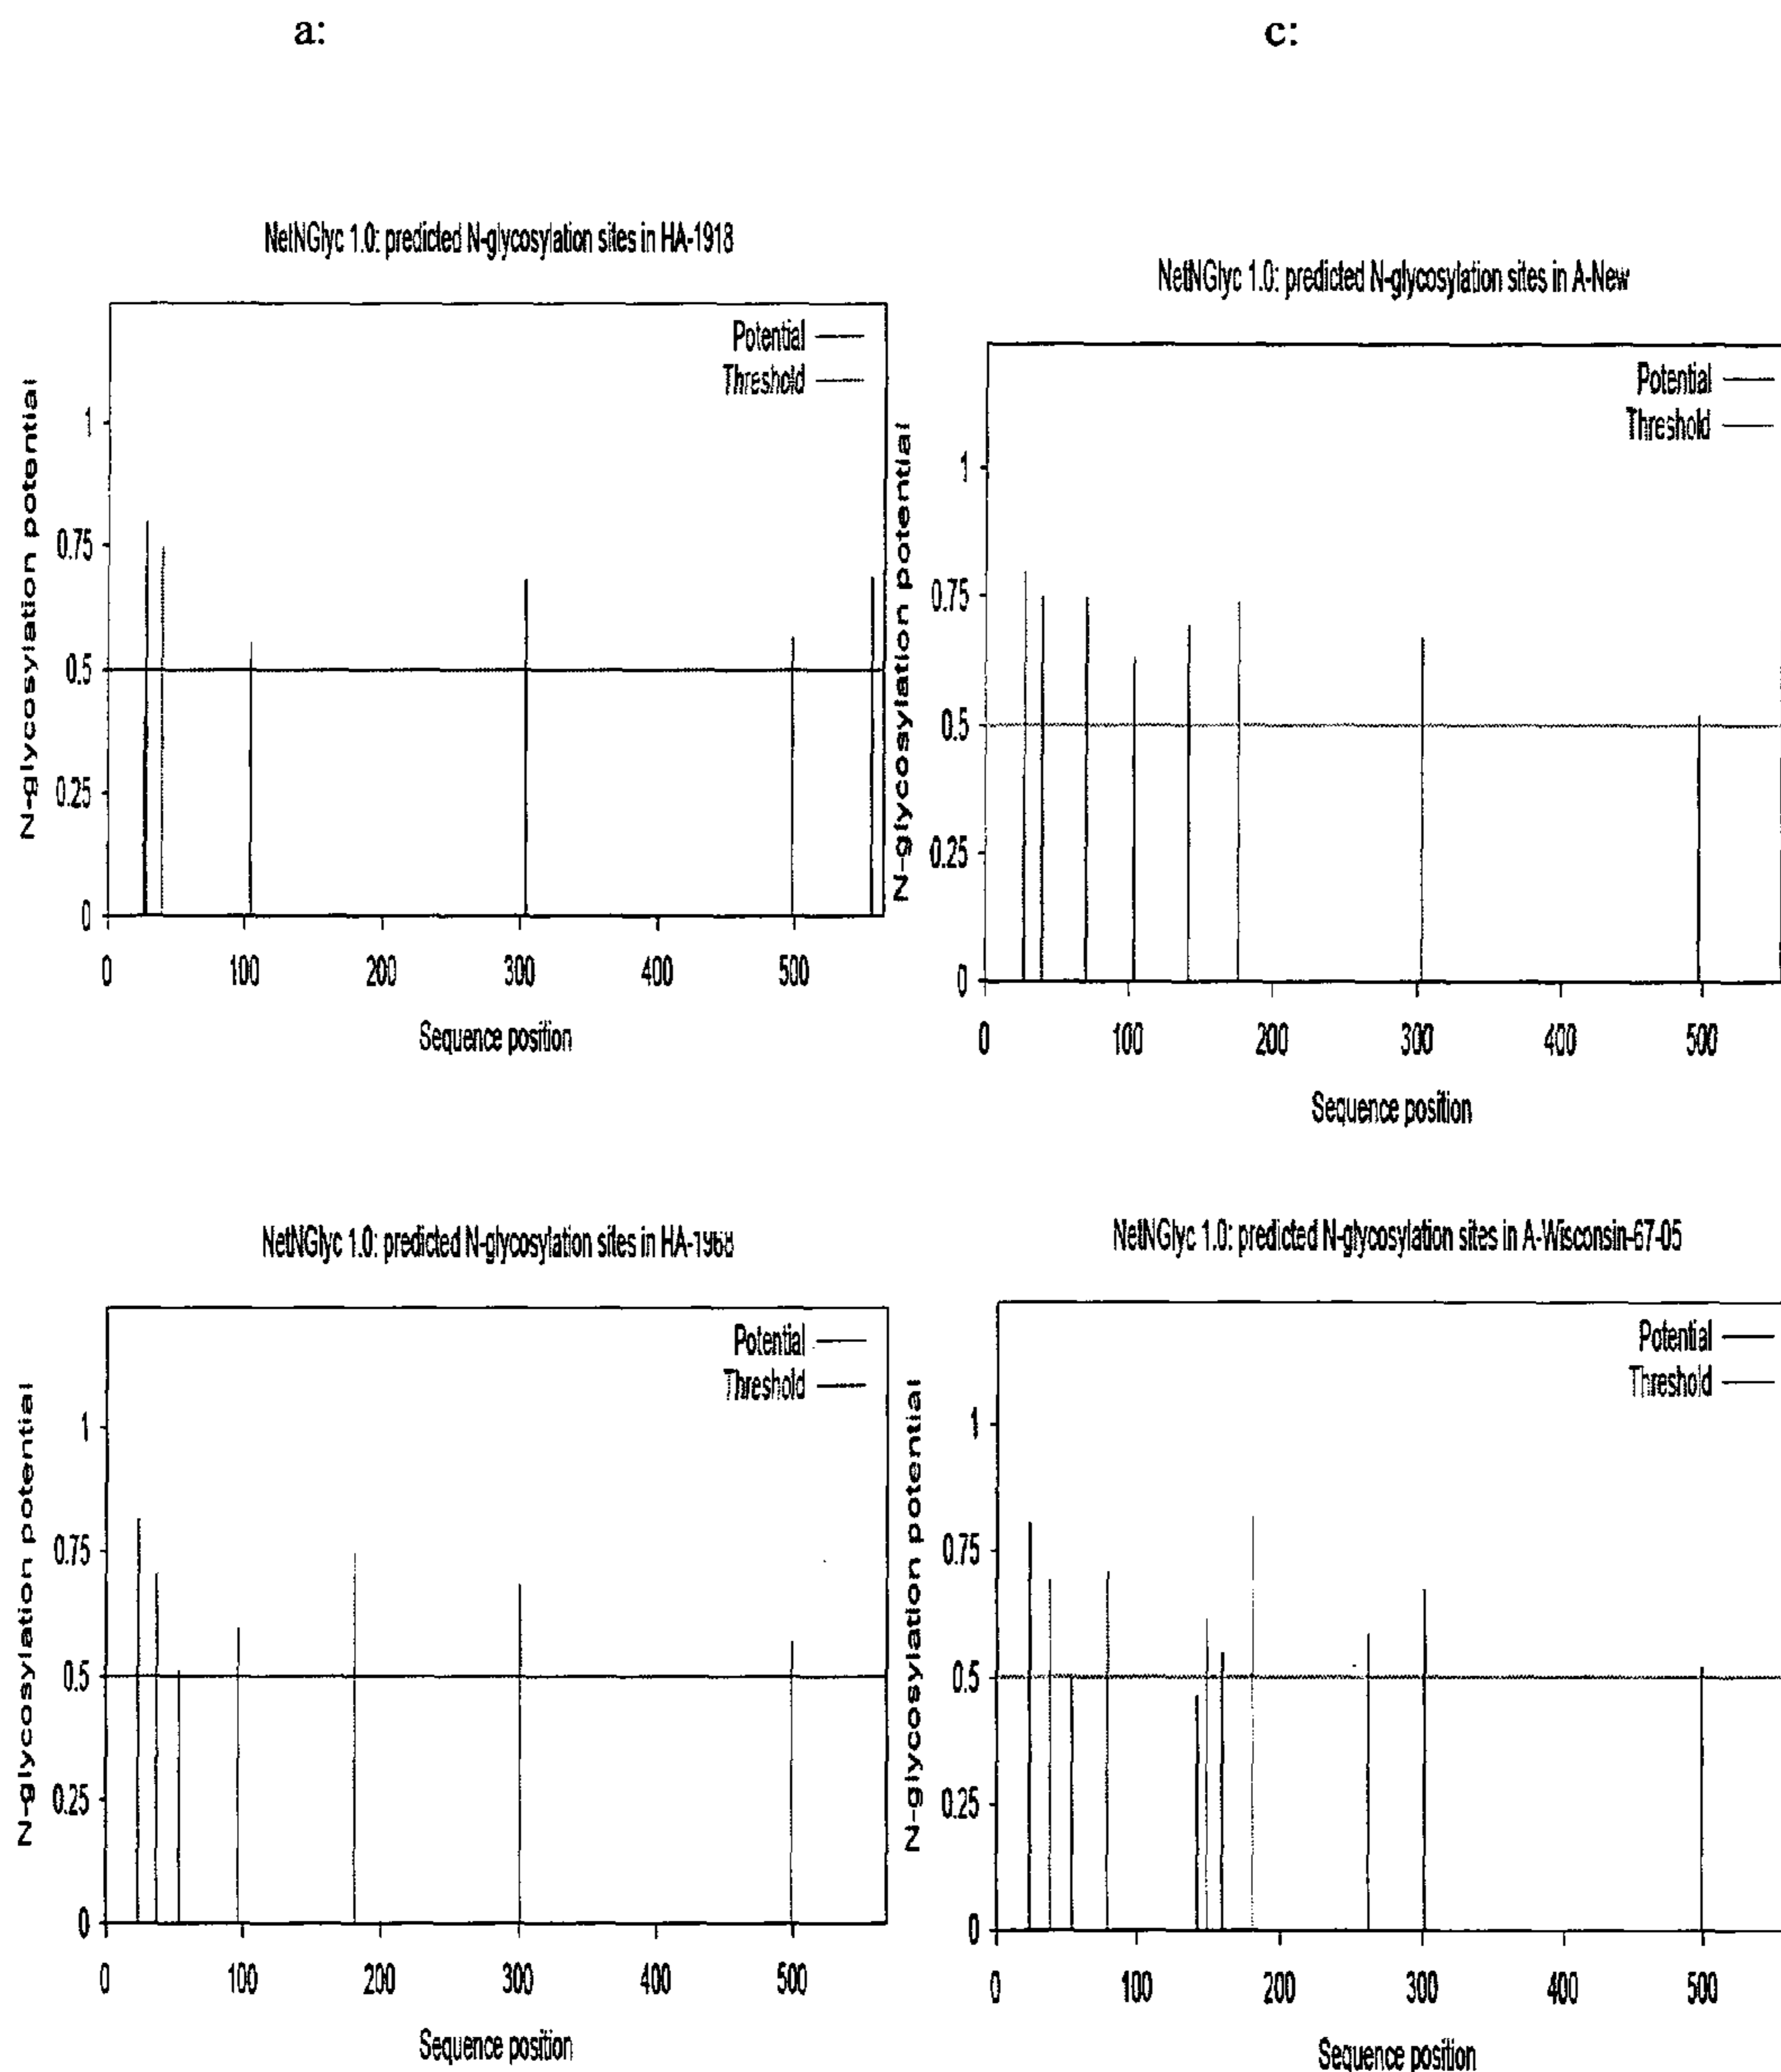 a:
c:
NetNGlyc 1.0: predicted N-glycosylation sites in HA-1918
Potential
Threshold
N-glycosylation potential
1
0.75
0.5
0.25
0
0
100
200
300
400
500
Sequence position
NetNGlyc 1.0: predicted N-glycosylation sites in A-New
Potential
Threshold
N-glycosylation potential
1
0.75
0.5
0.25
0
0
100
200
300
400
500
Sequence position
NetNGlyc 1.0: predicted N-glycosylation sites in HA-1968
Potential
Threshold
N-glycosylation potential
1
0.75
0.5
0.25
0
0
100
200
300
400
500
Sequence position
NetNGlyc 1.0: predicted N-glycosylation sites in A-Wisconsin-67-05
Potential
Threshold
N-glycosylation potential
1
0.75
0.5
0.25
0
0
100
200
300
400
500
Sequence position